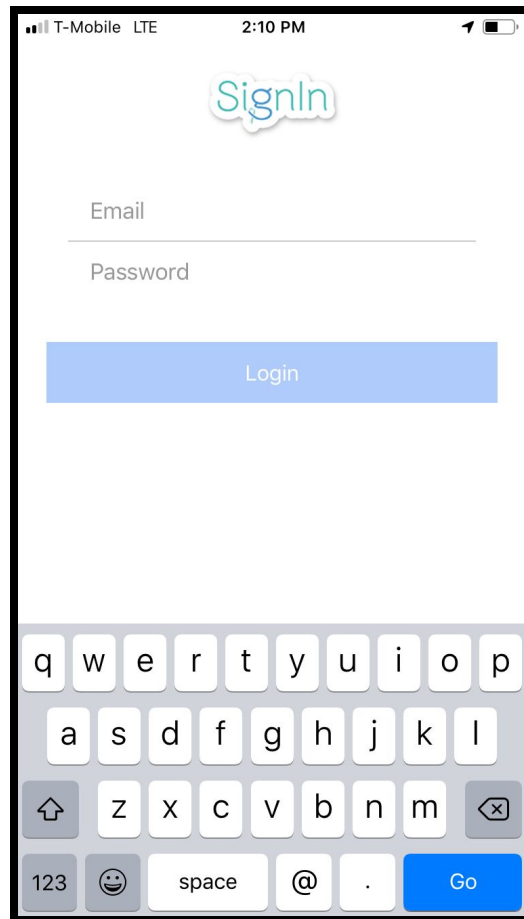 T-Mobile LTE 2:10 PM
SignIn
Email
Password
Login
q w e r t y u i o p
a s d f g h j k l
z x c v b n m
123 space @ . Go